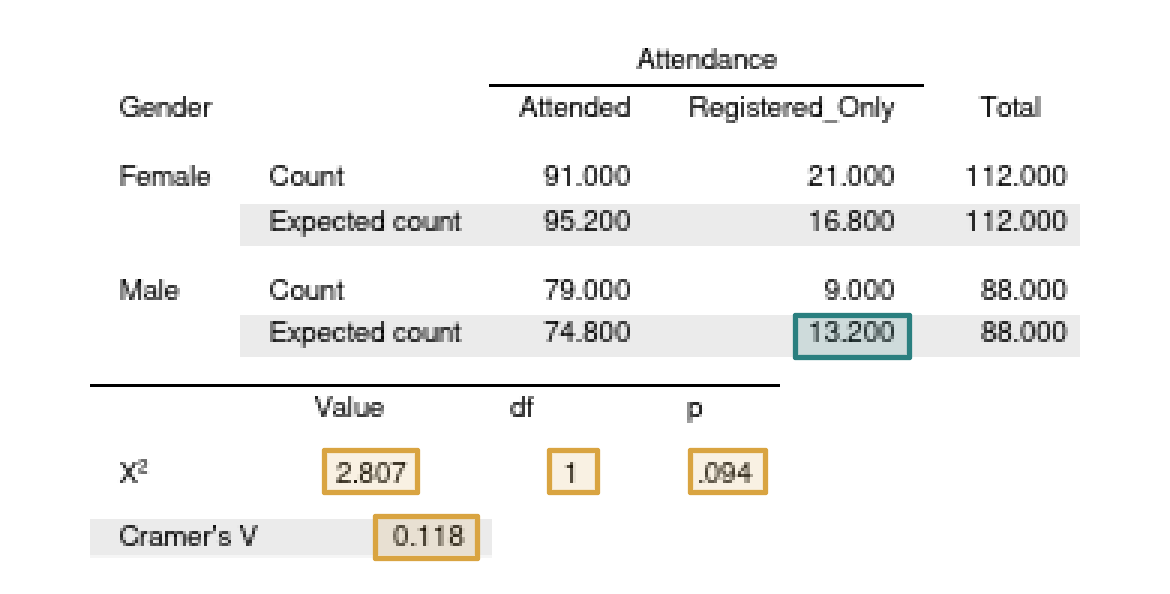 Attendance
Gender Attended Registered_Only Total
Female Count 91.000 21.000 112.000
Expected count 95.200 16.800 112.000
Male Count 79.000 9.000 88.000
Expected count 74.800 13.200 88.000
Value df p
X² 2.807 1 .094
Cramer's V 0.118